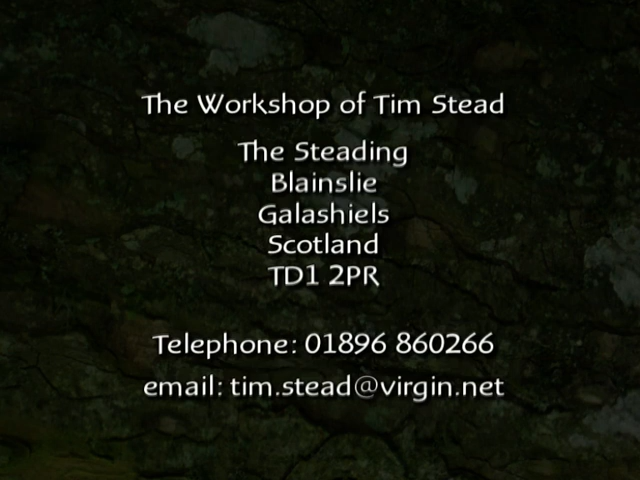 The Workshop of Tim Stead
The Steading
Blainslie
Galashiels
Scotland
TD1 2PR
Telephone: 01896 860266
email: tim.stead@virgin.net